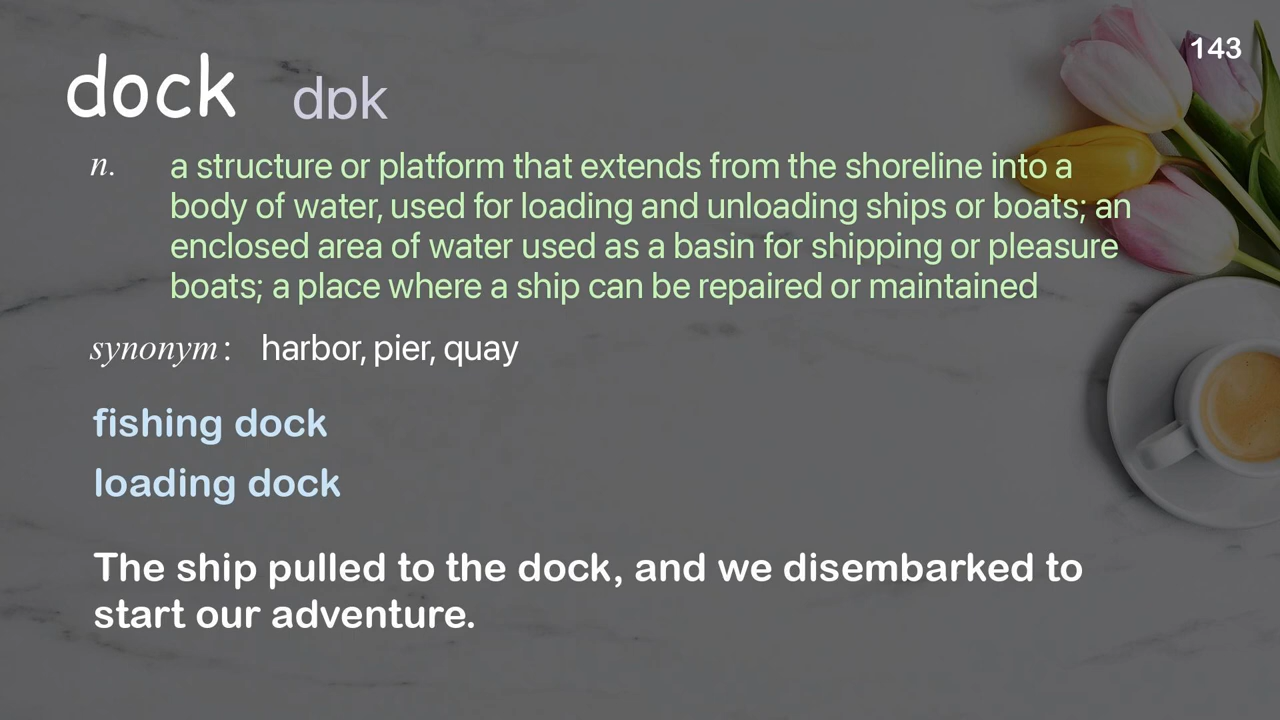 143
dock dɒk
n. a structure or platform that extends from the shoreline into a
body of water, used for loading and unloading ships or boats; an
enclosed area of water used as a basin for shipping or pleasure
boats; a place where a ship can be repaired or maintained
synonym: harbor, pier, quay
fishing dock
loading dock
The ship pulled to the dock, and we disembarked to
start our adventure.